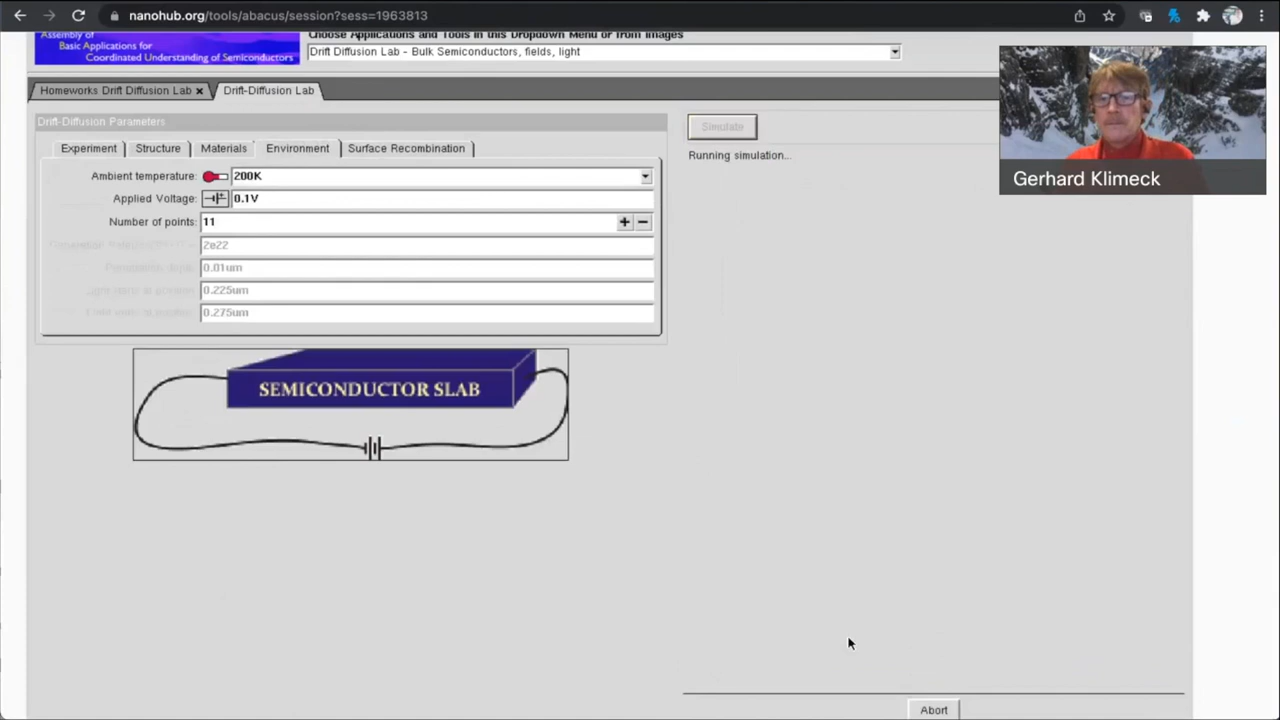 nanohub.org/tools/abacus/session?sess=1963813
Assembly of
Basic Applications for
Coordinated Understanding of Semiconductors
Choose Applications and Tools in this Dropdown Menu or from Images
Drift Diffusion Lab - Bulk Semiconductors, fields, light
Homeworks Drift Diffusion Lab
Drift-Diffusion Lab
Drift-Diffusion Parameters
Experiment
Structure
Materials
Environment
Surface Recombination
Ambient temperature: 200K
Applied Voltage: 0.1V
Number of points: 11
2e22
0.01um
0.225um
0.275um
SEMICONDUCTOR SLAB
Simulate
Running simulation...
Abort
Gerhard Klimeck